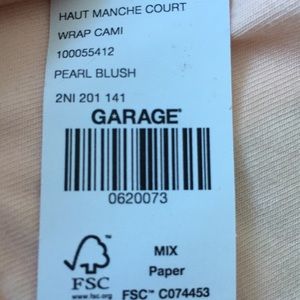 HAUT MANCHE COURT
WRAP CAMI
100055412
PEARL BLUSH
2NI 201 141
GARAGE®
0620073
MIX
Paper
FSC
www.fsc.org
FSC™ C074453